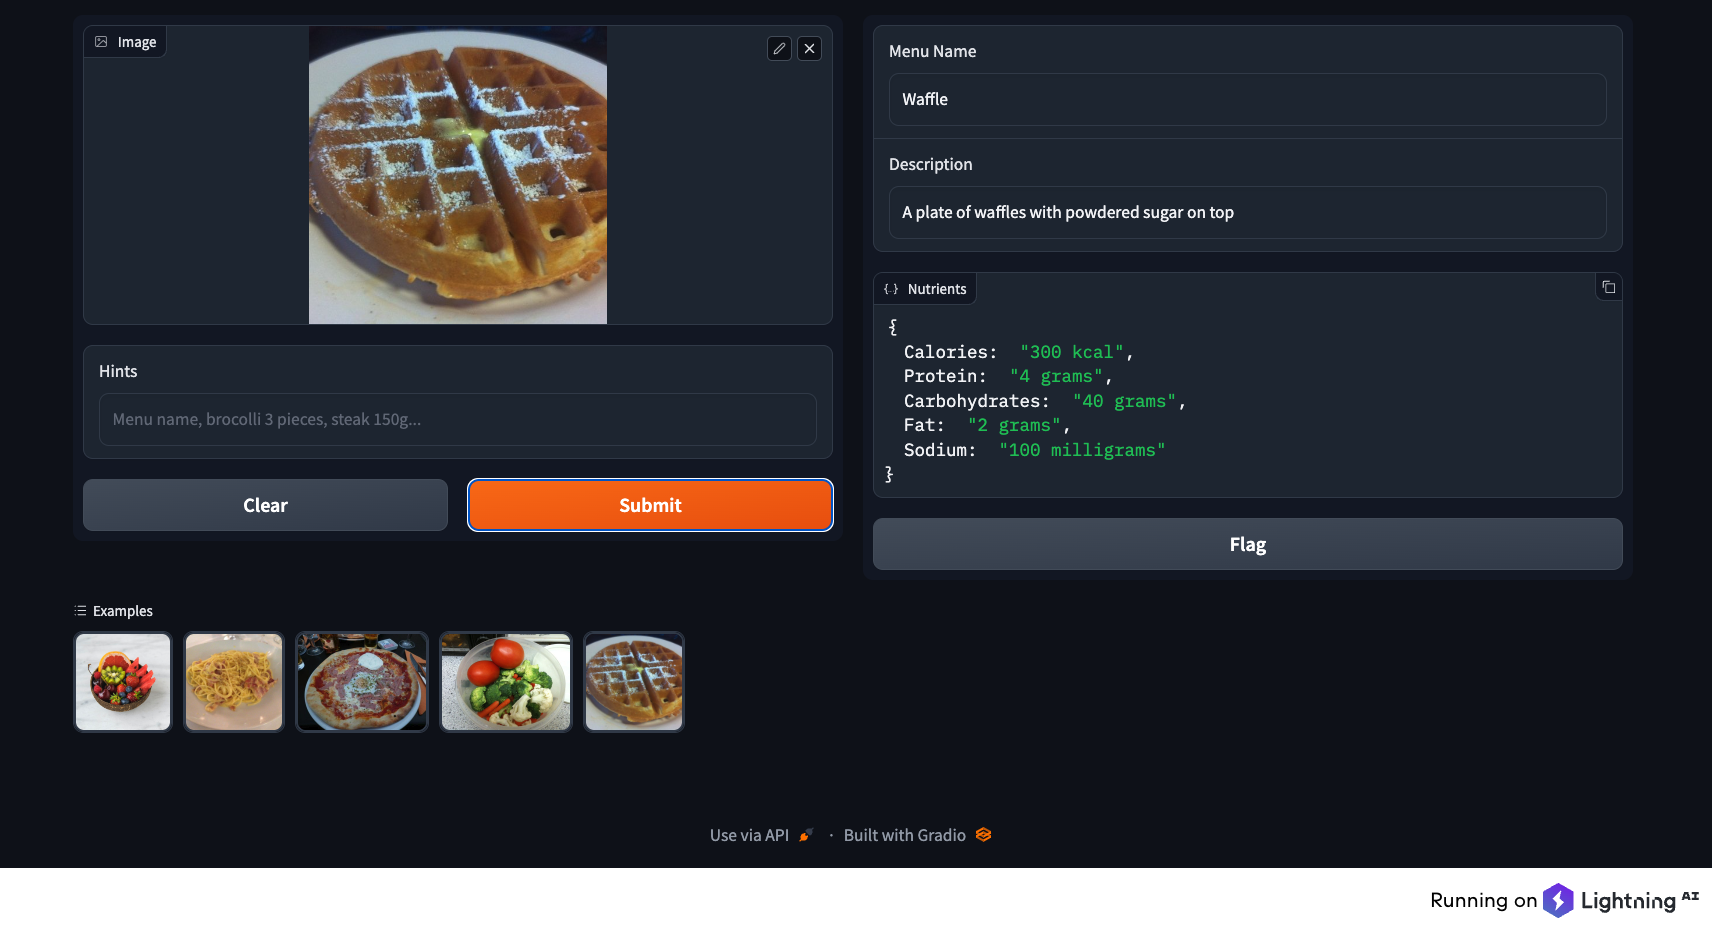 Image
Hints
Menu name, brocolli 3 pieces, steak 150g...
Clear
Submit
Menu Name
Waffle
Description
A plate of waffles with powdered sugar on top
{..} Nutrients
{
Calories: "300 kcal",
Protein: "4 grams",
Carbohydrates: "40 grams",
Fat: "2 grams",
Sodium: "100 milligrams"
}
Flag
Examples
Use via API · Built with Gradio
Running on Lightning AI